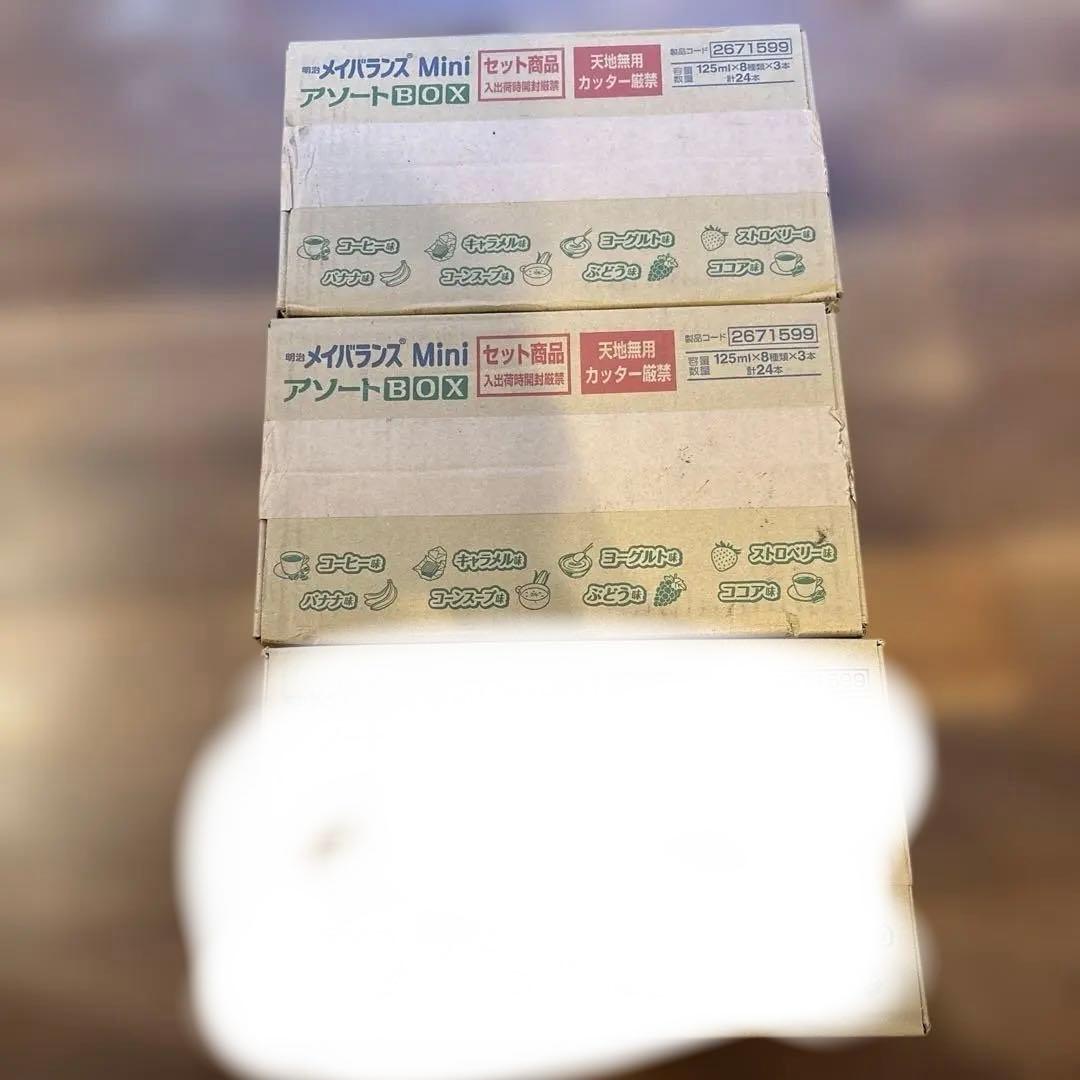 明治 メイバランス® Mini
アソートBOX
セット商品
入出荷時開封厳禁
天地無用
カッター厳禁
製品コード 2671599
容量 数量 125ml×8種類×3本
計24本
コーヒー味 キャラメル味 ヨーグルト味 ストロベリー味
バナナ味 コーンスープ味 ぶどう味 ココア味
明治 メイバランス® Mini
アソートBOX
セット商品
入出荷時開封厳禁
天地無用
カッター厳禁
製品コード 2671599
容量 数量 125ml×8種類×3本
計24本
コーヒー味 キャラメル味 ヨーグルト味 ストロベリー味
バナナ味 コーンスープ味 ぶどう味 ココア味